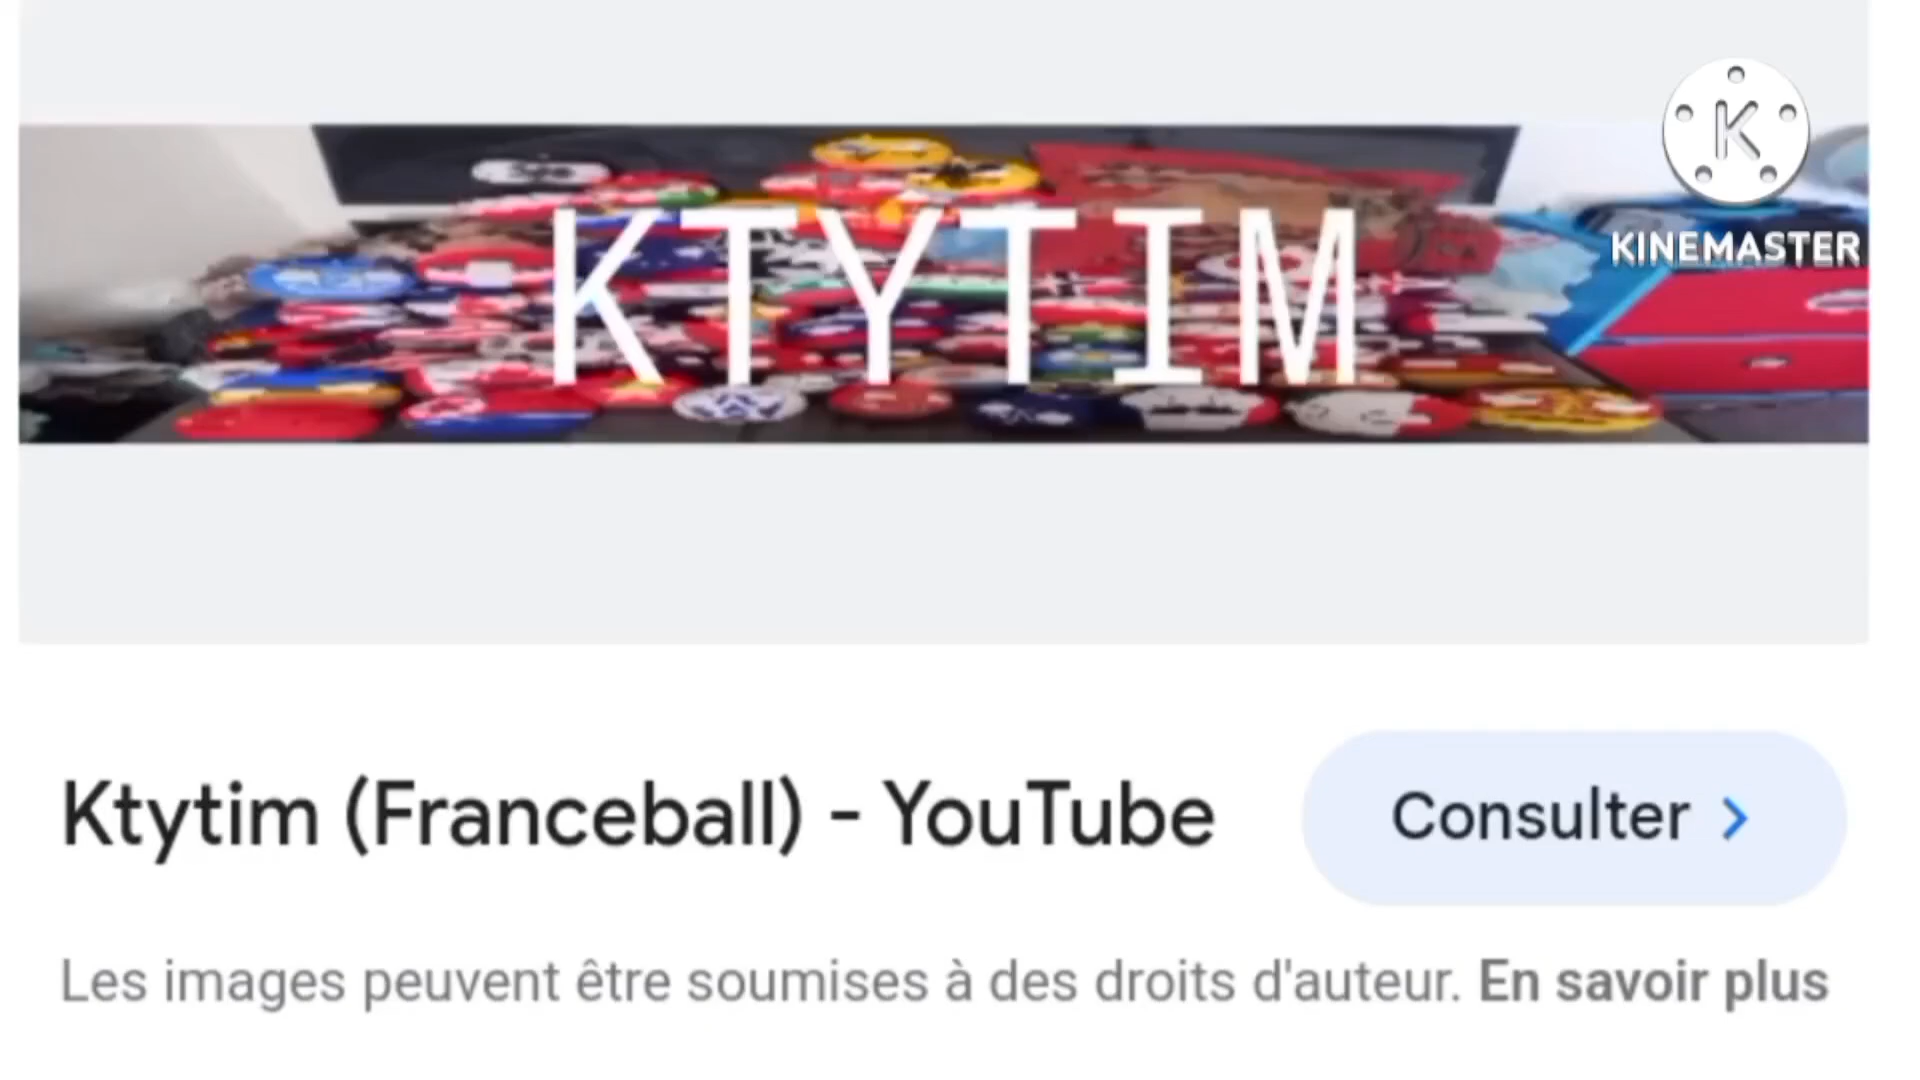 K
KINEMASTER
KTYTIM
Ktytim (Franceball) - YouTube
Consulter
Les images peuvent être soumises à des droits d'auteur. En savoir plus